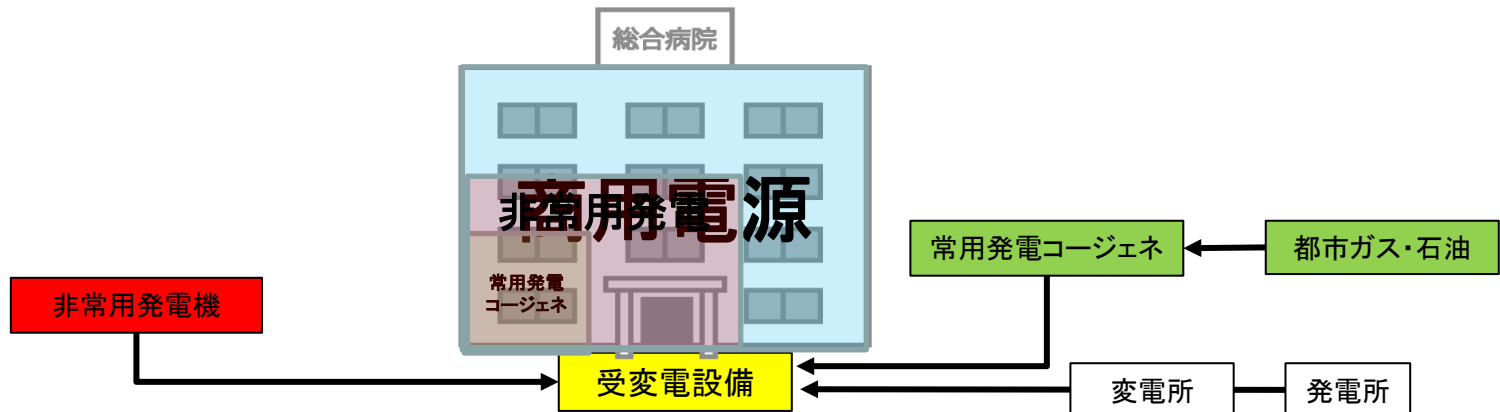 総合病院
商用電源
非常用発電
常用発電
コージェネ
常用発電コージェネ
都市ガス・石油
非常用発電機
受変電設備
変電所
発電所